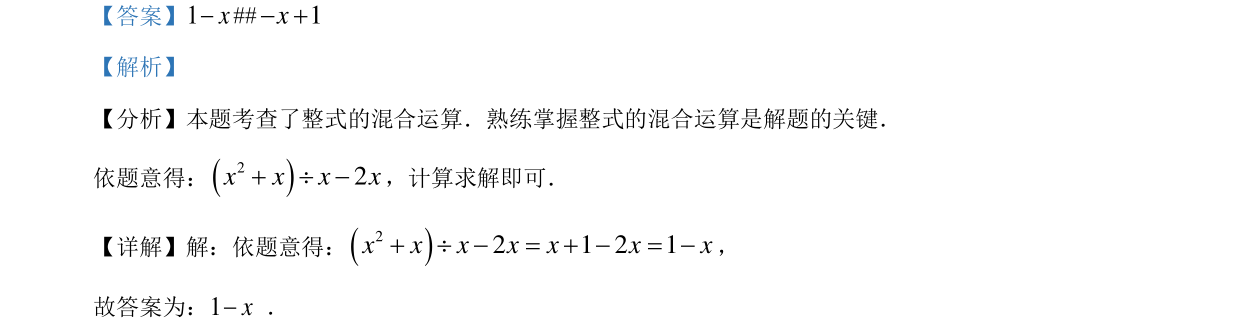 【答案】1−x##−x+1
【解析】
【分析】本题考查了整式的混合运算．熟练掌握整式的混合运算是解题的关键．
依题意得：(x²+x)÷x−2x，计算求解即可．
【详解】解：依题意得：(x²+x)÷x−2x=x+1−2x=1−x，
故答案为：1−x ．